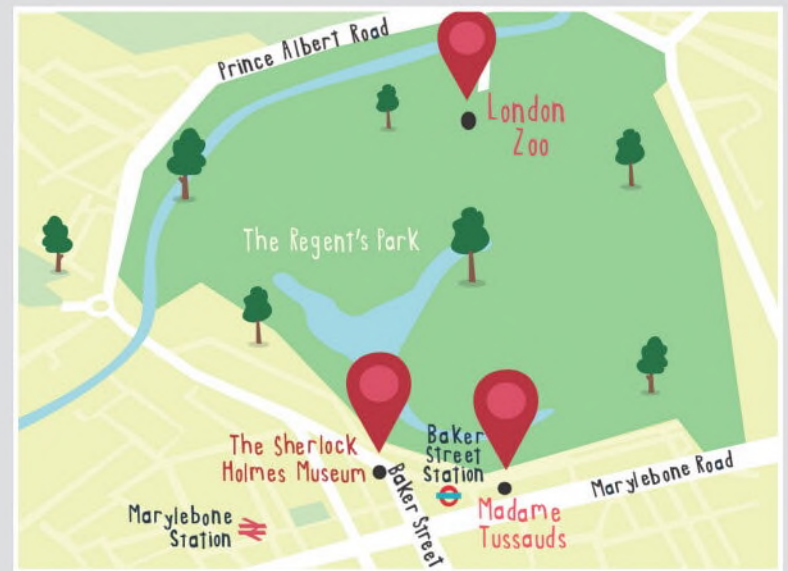 Prince Albert Road
London
Zoo
The Regent's Park
The Sherlock
Holmes Museum
Baker
Street
Station
Baker Street
Marylebone Road
Madame
Tussauds
Marylebone
Station